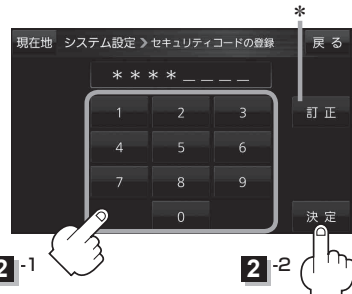 *
現在地 システム設定 》セキュリティコードの登録 戻る
****____
1 2 3 訂正
4 5 6
7 8 9
0 決定
2 -1 2 -2